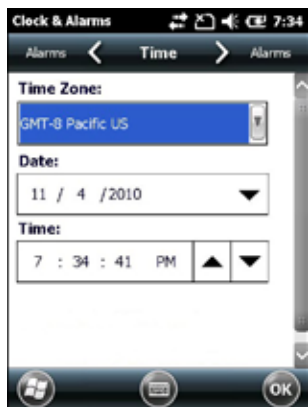 Clock & Alarms 7:34
Alarms Time Alarms
Time Zone:
GMT-8 Pacific US
Date:
11 / 4 /2010
Time:
7 : 34 : 41 PM
OK